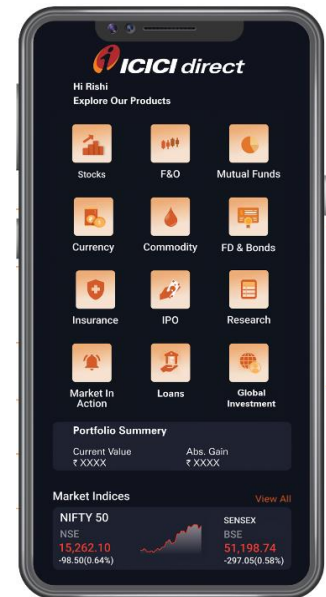 ICICI direct
Hi Rishi
Explore Our Products
Stocks F&O Mutual Funds
Currency Commodity FD & Bonds
Insurance IPO Research
Market In Action Loans Global Investment
Portfolio Summary
Current Value Abs. Gain
₹ XXXX ₹ XXXX
Market Indices View All
NIFTY 50 SENSEX
NSE BSE
15,262.10 51,198.74
-98.50(0.64%) -297.05(0.58%)